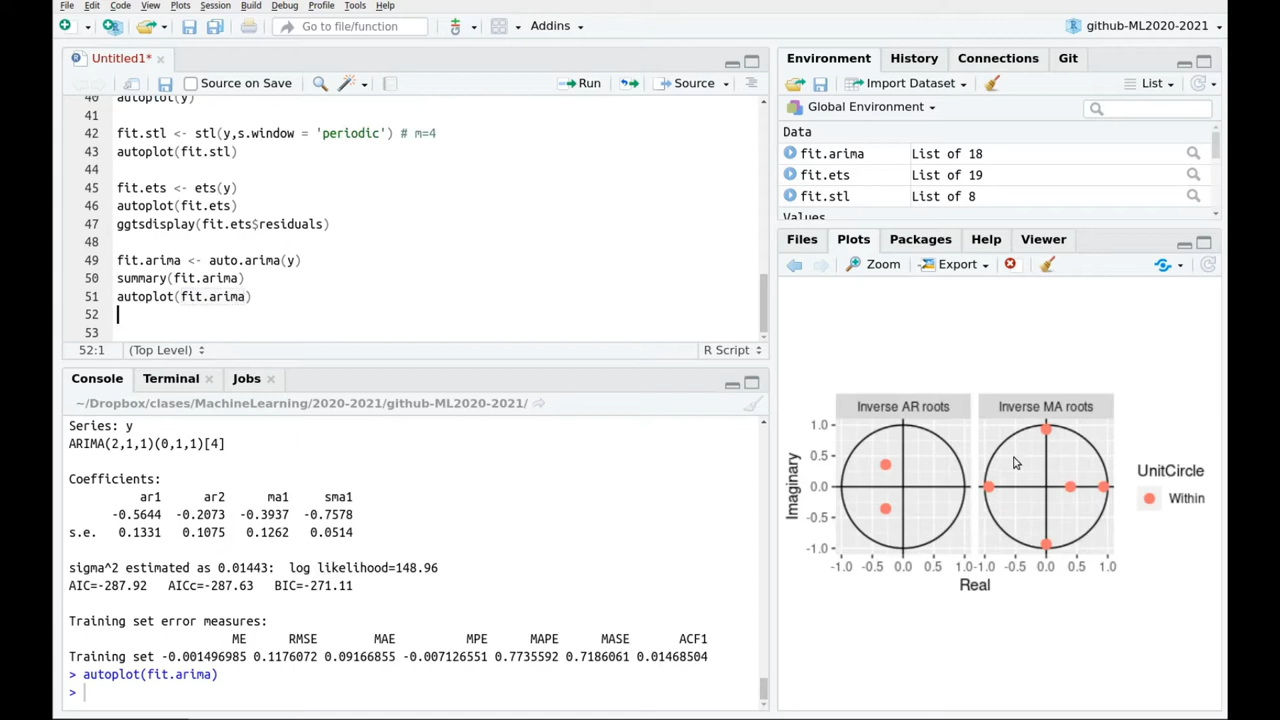 File Edit Code View Plots Session Build Debug Profile Tools Help
Go to file/function Addins github-ML2020-2021
Untitled1*
Source on Save Run Source
40 autoplot(y)
41
42 fit.stl <- stl(y,s.window = 'periodic') # m=4
43 autoplot(fit.stl)
44
45 fit.ets <- ets(y)
46 autoplot(fit.ets)
47 ggtsdisplay(fit.ets$residuals)
48
49 fit.arima <- auto.arima(y)
50 summary(fit.arima)
51 autoplot(fit.arima)
52
53
52:1 (Top Level) R Script
Console Terminal Jobs
~/Dropbox/clases/MachineLearning/2020-2021/github-ML2020-2021/
Series: y
ARIMA(2,1,1)(0,1,1)[4]
Coefficients:
ar1 ar2 ma1 sma1
-0.5644 -0.2073 -0.3937 -0.7578
s.e. 0.1331 0.1075 0.1262 0.0514
sigma^2 estimated as 0.01443: log likelihood=148.96
AIC=-287.92 AICc=-287.63 BIC=-271.11
Training set error measures:
ME RMSE MAE MPE MAPE MASE ACF1
Training set -0.001496985 0.1176072 0.09166855 -0.007126551 0.7735592 0.7186061 0.01468504
> autoplot(fit.arima)
>
Environment History Connections Git
Import Dataset List
Global Environment
Data
fit.arima List of 18
fit.ets List of 19
fit.stl List of 8
Values
Files Plots Packages Help Viewer
Zoom Export
Inverse AR roots Inverse MA roots
1.0
0.5
0.0
-0.5
-1.0
Imaginary
-1.0 -0.5 0.0 0.5 1.0 -1.0 -0.5 0.0 0.5 1.0
Real
UnitCircle
Within